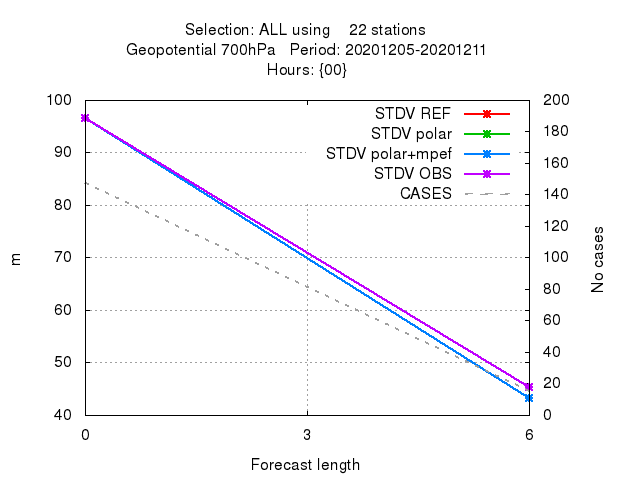 Selection: ALL using    22 stations
Geopotential 700hPa   Period: 20201205-20201211
Hours: {00}
100
90
80
70
60
50
40
m
STDV REF
STDV polar
STDV polar+mpef
STDV OBS
CASES
200
180
160
140
120
100
80
60
40
20
0
No cases
0 3 6
Forecast length